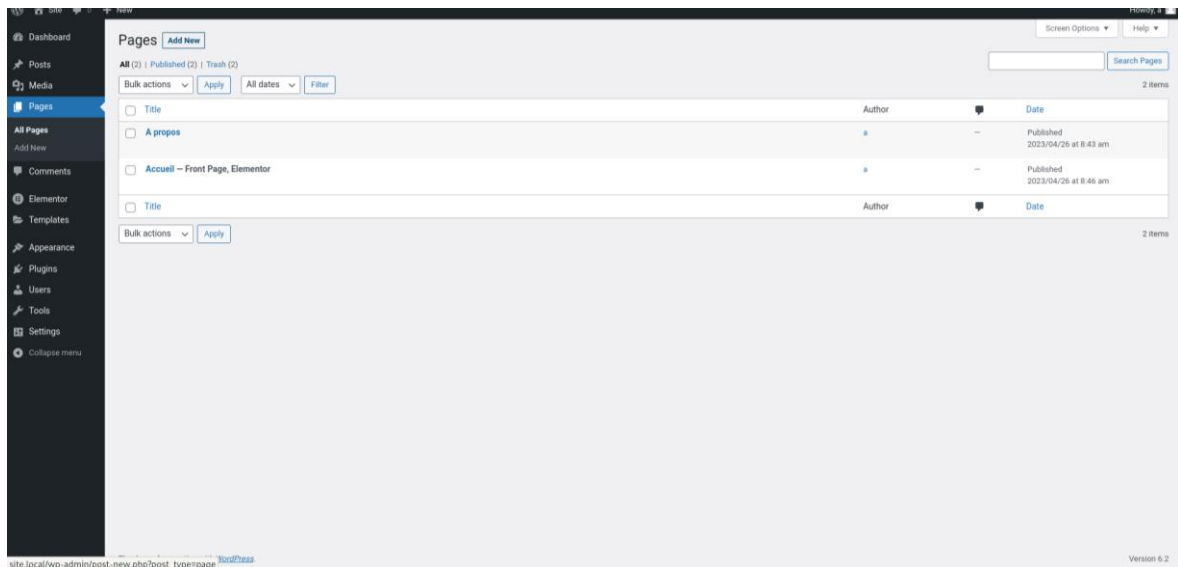 Site 0 + New Howdy, a
Dashboard
Posts
Media
Pages
All Pages
Add New
Comments
Elementor
Templates
Appearance
Plugins
Users
Tools
Settings
Collapse menu
Screen Options ▼ Help ▼
Pages Add New
All (2) | Published (2) | Trash (2)
Search Pages
Bulk actions Apply All dates Filter 2 items
Title Author Date
A propos a — Published
2023/04/26 at 8:43 am
Accueil — Front Page, Elementor a — Published
2023/04/26 at 8:46 am
Title Author Date
Bulk actions Apply 2 items
WordPress. Version 6.2
site.local/wp-admin/post-new.php?post_type=page